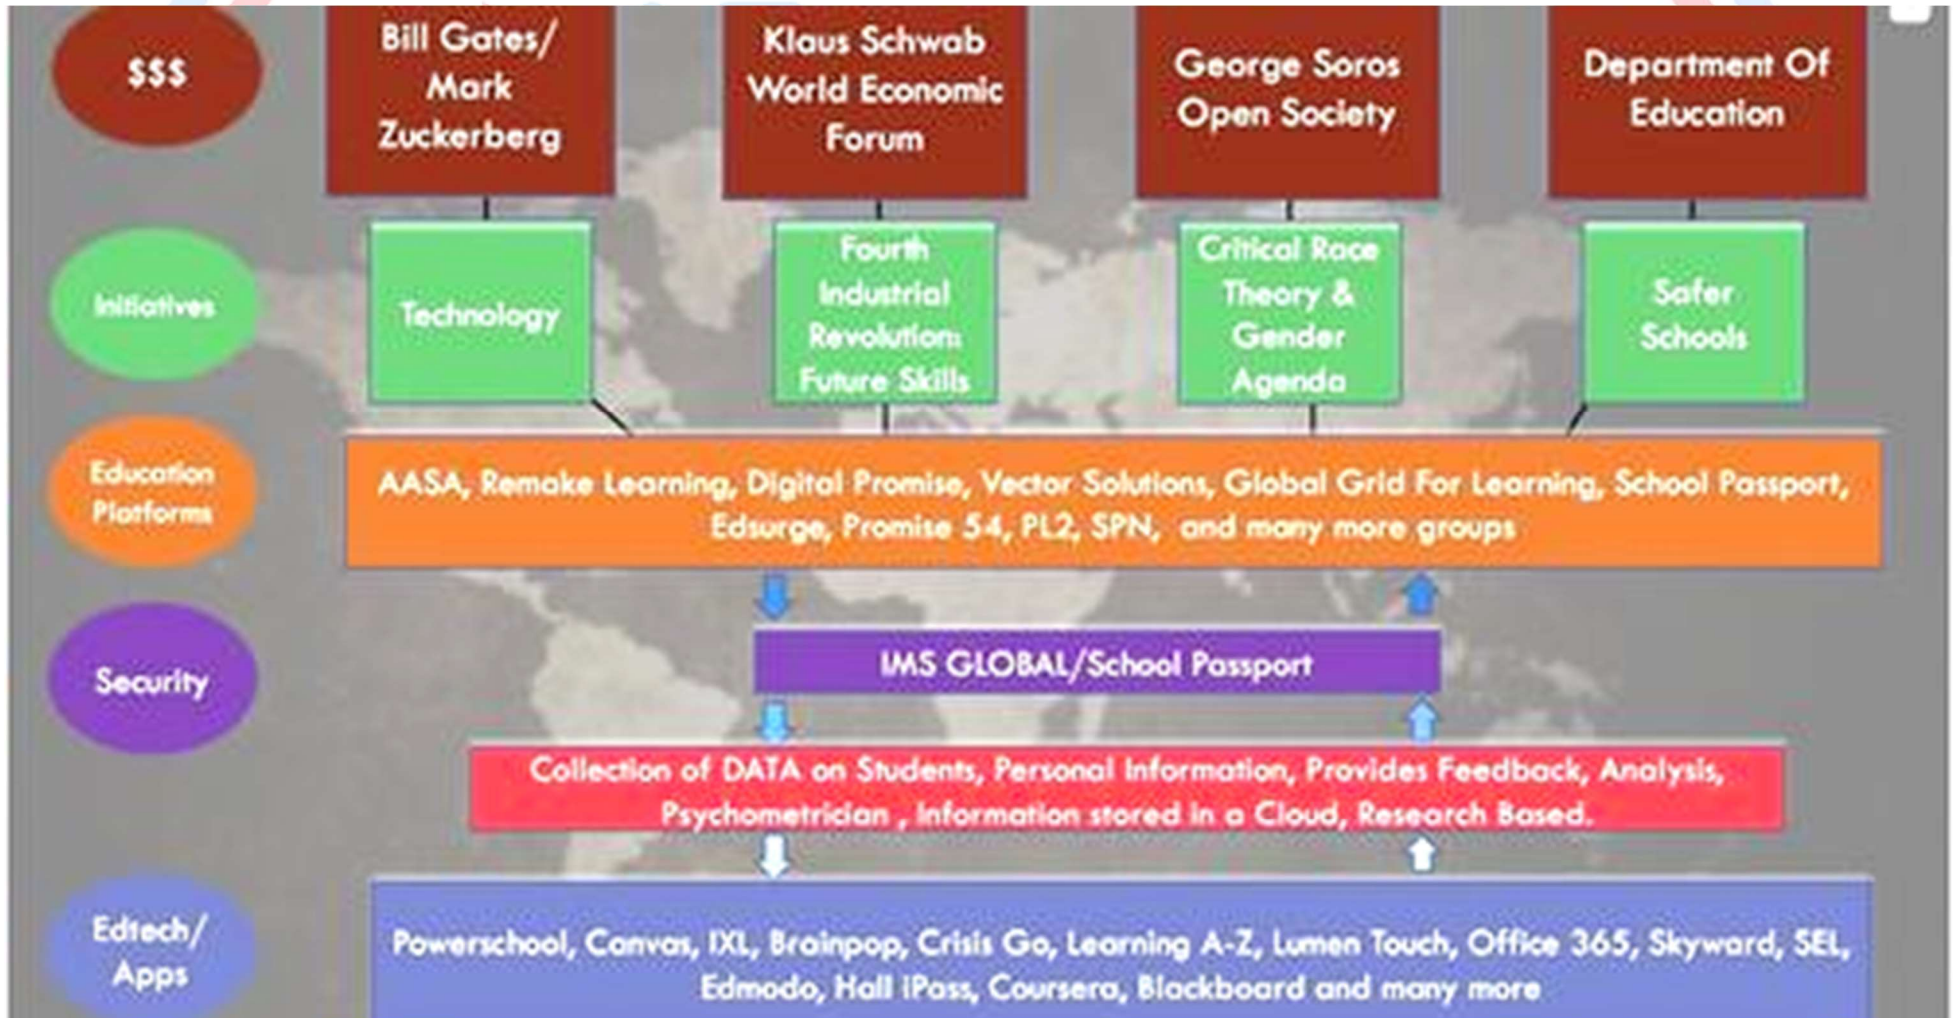 $$$
Bill Gates/
Mark
Zuckerberg
Klaus Schwab
World Economic
Forum
George Soros
Open Society
Department Of
Education
Initiatives
Technology
Fourth
Industrial
Revolution:
Future Skills
Critical Race
Theory &
Gender
Agenda
Safer
Schools
Education
Platforms
AASA, Remake Learning, Digital Promise, Vector Solutions, Global Grid For Learning, School Passport,
Edsurge, Promise 54, PL2, SPN, and many more groups
Security
IMS GLOBAL/School Passport
Collection of DATA on Students, Personal Information, Provides Feedback, Analysis,
Psychometrician , Information stored in a Cloud, Research Based.
Edtech/
Apps
Powerschool, Canvas, IXL, Brainpop, Crisis Go, Learning A-Z, Lumen Touch, Office 365, Skyward, SEL,
Edmodo, Hall iPass, Coursera, Blackboard and many more